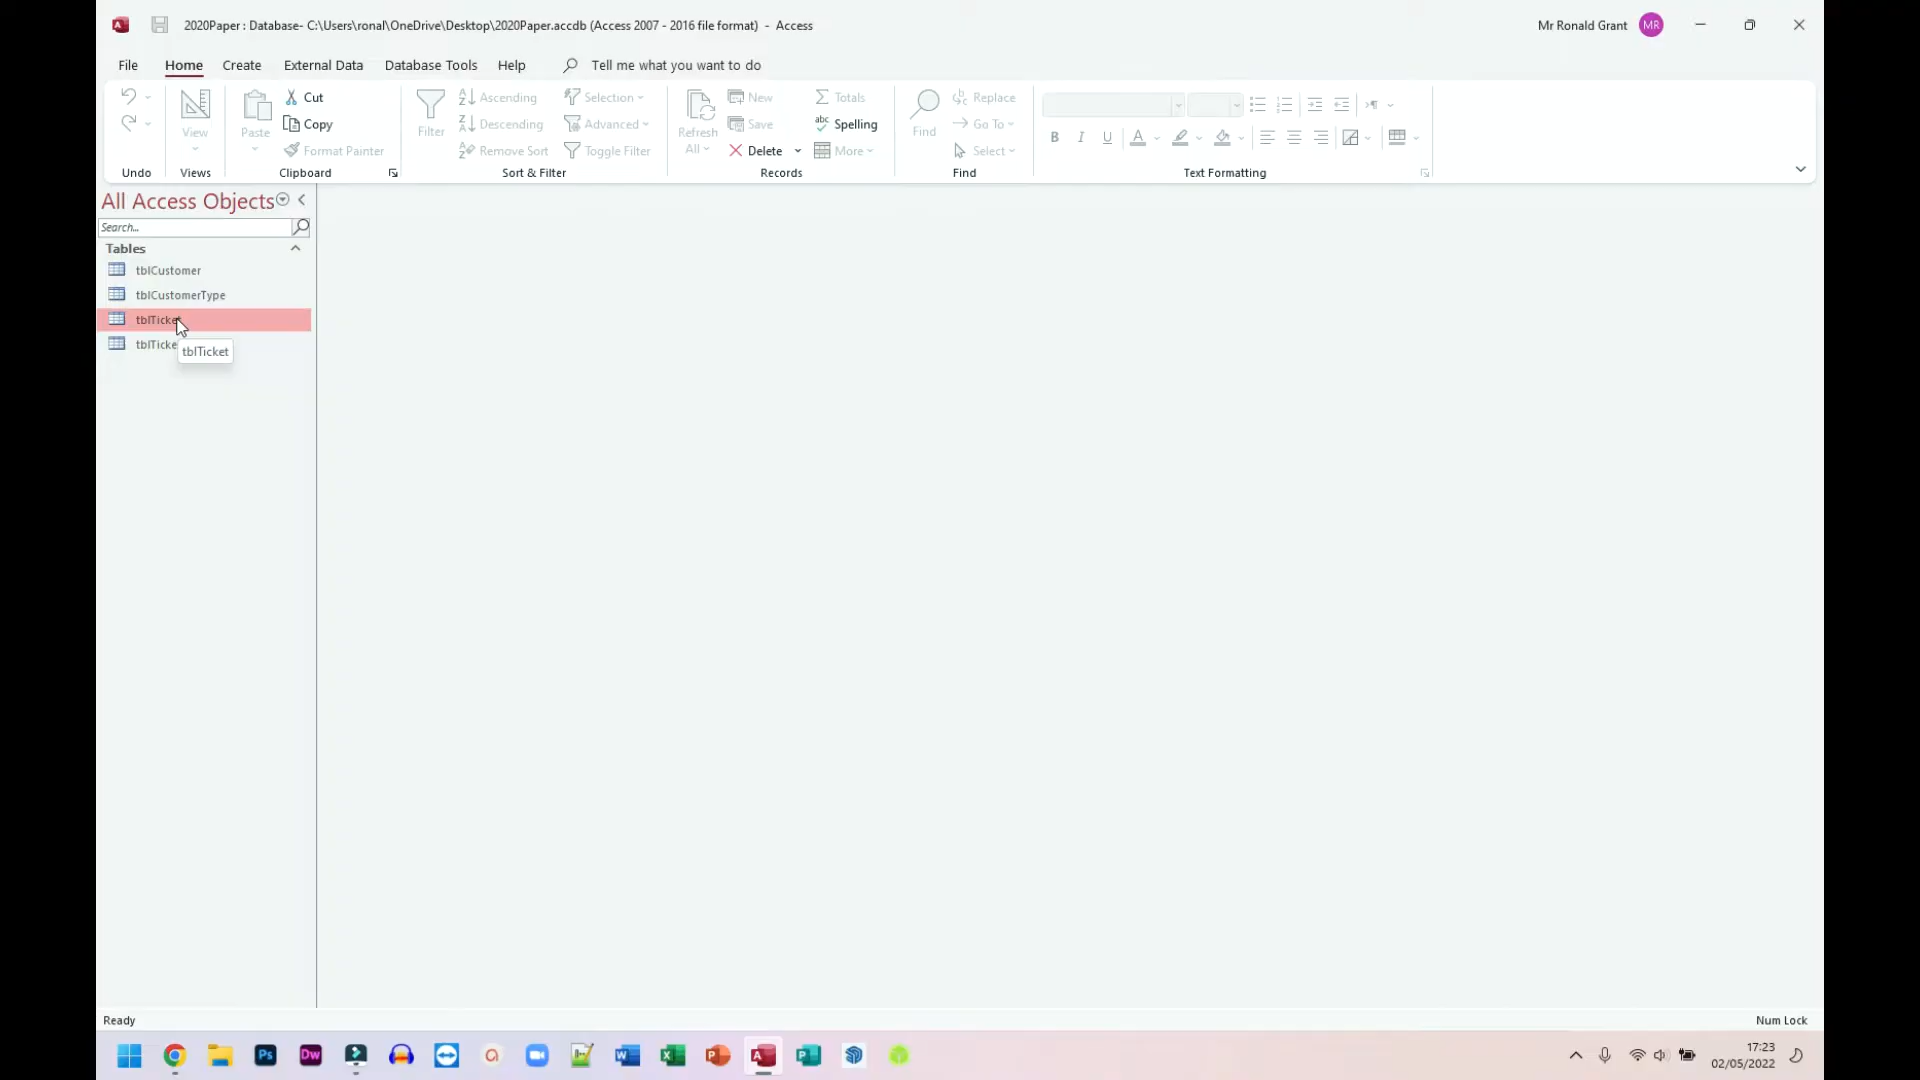 2020Paper : Database- C:\Users\ronal\OneDrive\Desktop\2020Paper.accdb (Access 2007 - 2016 file format) - Access
Mr Ronald Grant MR
File Home Create External Data Database Tools Help Tell me what you want to do
Cut Ascending Selection New Totals Replace
Copy Descending Advanced Save Spelling Go To
View Paste Filter Refresh All Find
Format Painter Remove Sort Toggle Filter Delete More Select
B I U A
Undo Views Clipboard Sort & Filter Records Find Text Formatting
All Access Objects
Search...
Tables
tblCustomer
tblCustomerType
tblTicket
tblTicket
Ready Num Lock
Ps Dw
17:23
02/05/2022